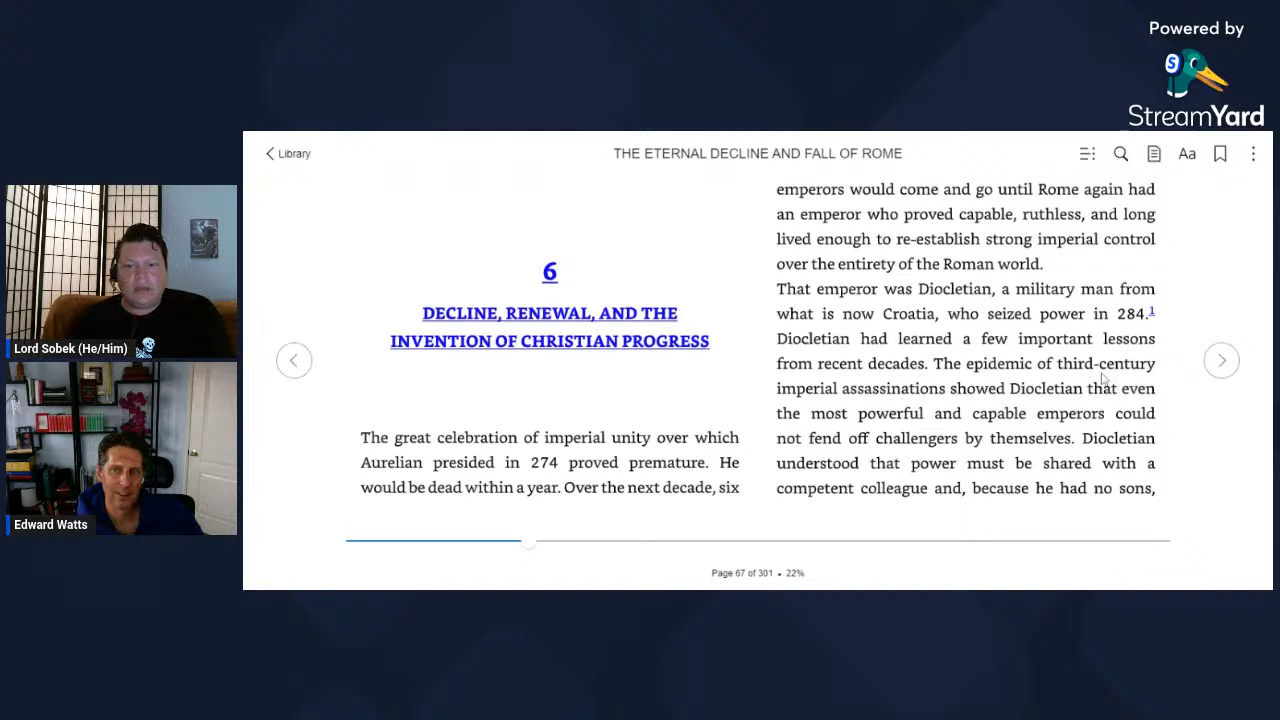 Powered by
S
StreamYard
Library
THE ETERNAL DECLINE AND FALL OF ROME
Aa
6
DECLINE, RENEWAL, AND THE
INVENTION OF CHRISTIAN PROGRESS
The great celebration of imperial unity over which
Aurelian presided in 274 proved premature. He
would be dead within a year. Over the next decade, six
emperors would come and go until Rome again had
an emperor who proved capable, ruthless, and long
lived enough to re-establish strong imperial control
over the entirety of the Roman world.
That emperor was Diocletian, a military man from
what is now Croatia, who seized power in 284.1
Diocletian had learned a few important lessons
from recent decades. The epidemic of third-century
imperial assassinations showed Diocletian that even
the most powerful and capable emperors could
not fend off challengers by themselves. Diocletian
understood that power must be shared with a
competent colleague and, because he had no sons,
Page 67 of 301 • 22%
Lord Sobek (He/Him)
Edward Watts